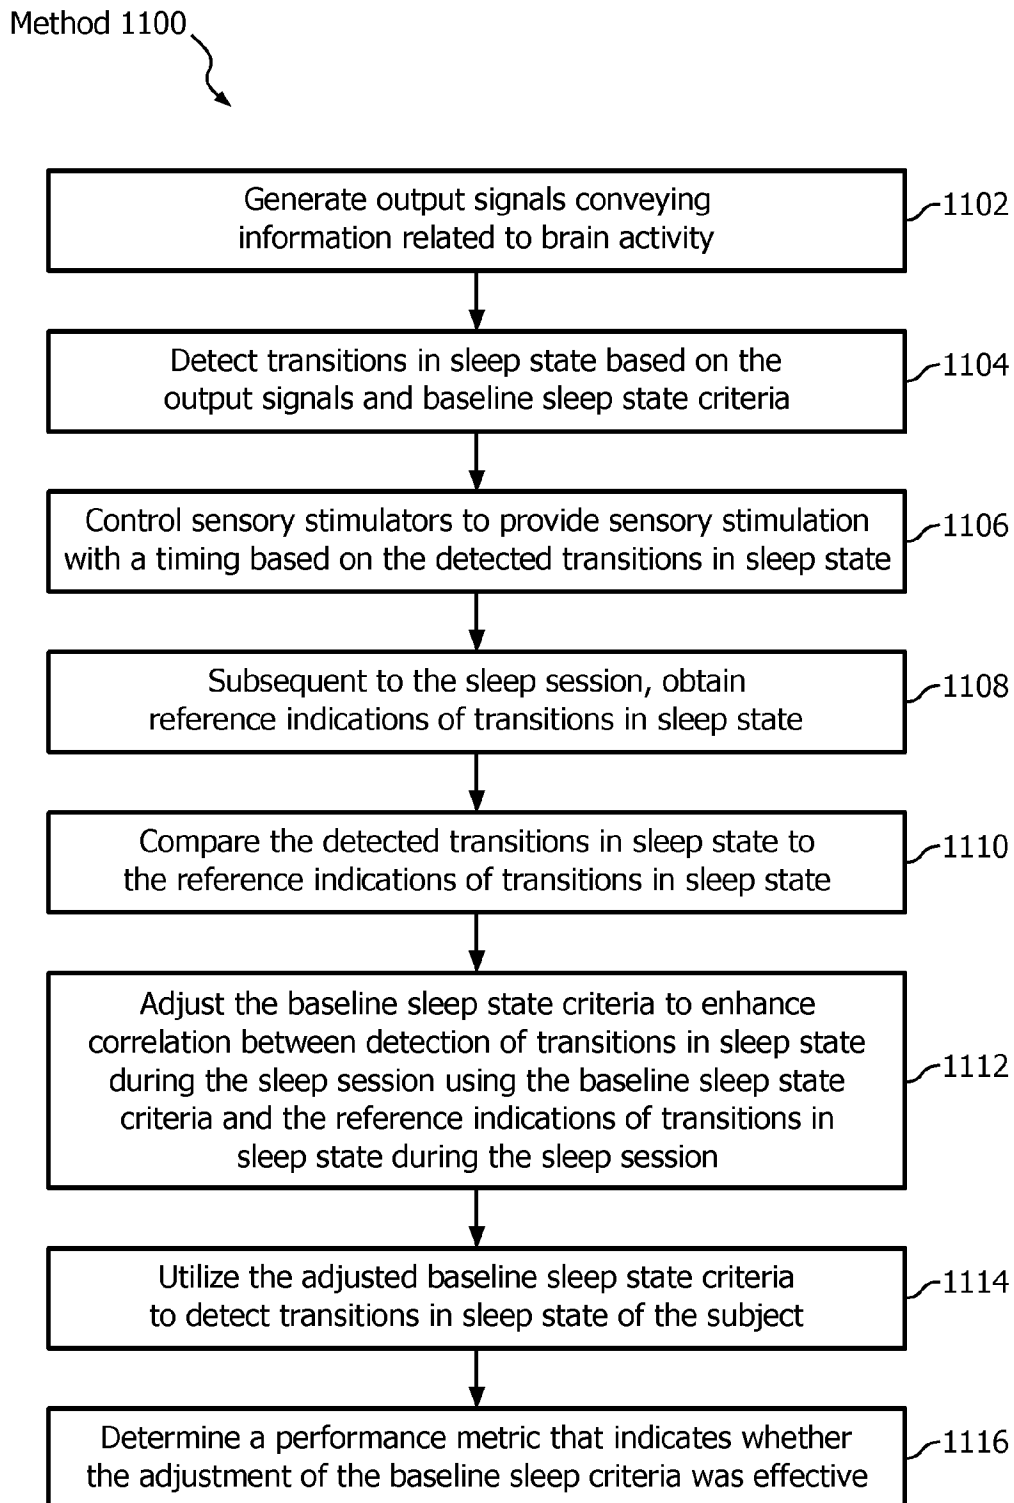 Method 1100
Generate output signals conveying
information related to brain activity
1102
Detect transitions in sleep state based on the
output signals and baseline sleep state criteria
1104
Control sensory stimulators to provide sensory stimulation
with a timing based on the detected transitions in sleep state
1106
Subsequent to the sleep session, obtain
reference indications of transitions in sleep state
1108
Compare the detected transitions in sleep state to
the reference indications of transitions in sleep state
1110
Adjust the baseline sleep state criteria to enhance
correlation between detection of transitions in sleep state
during the sleep session using the baseline sleep state
criteria and the reference indications of transitions in
sleep state during the sleep session
1112
Utilize the adjusted baseline sleep state criteria
to detect transitions in sleep state of the subject
1114
Determine a performance metric that indicates whether
the adjustment of the baseline sleep criteria was effective
1116